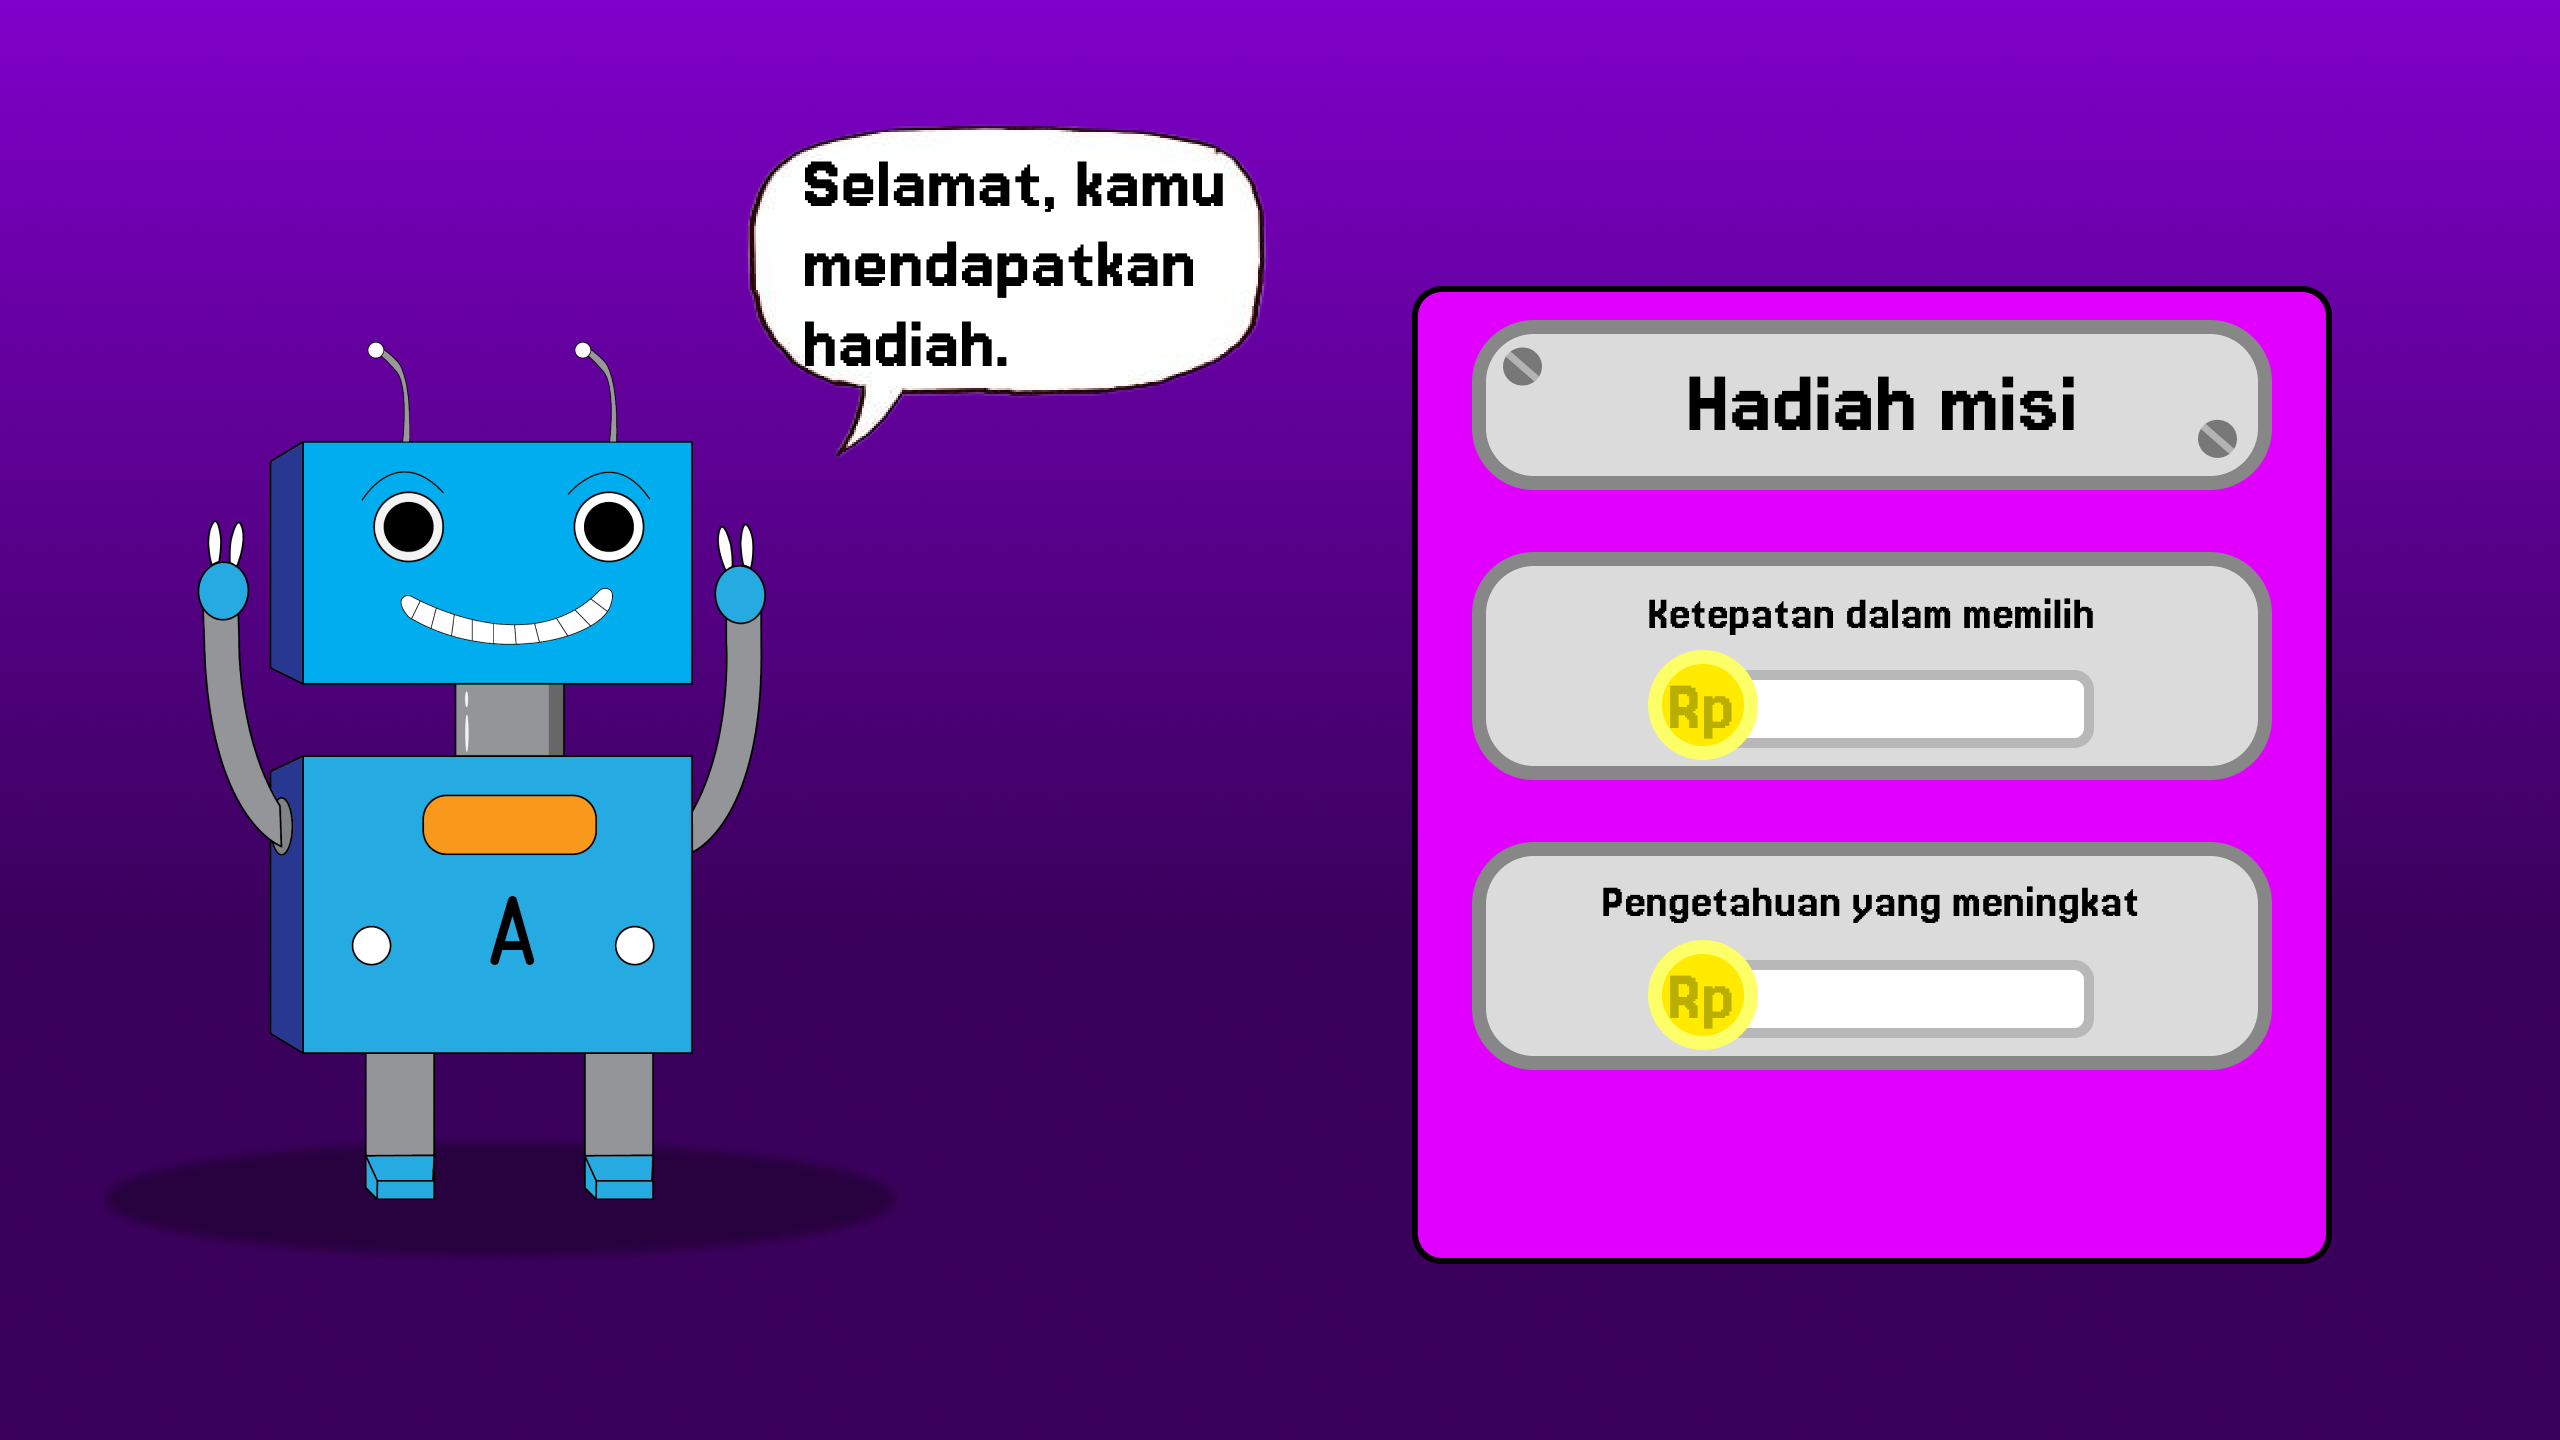 Selamat, kamu
mendapatkan
hadiah.
A
Hadiah misi
Ketepatan dalam memilih
Rp
Pengetahuan yang meningkat
Rp